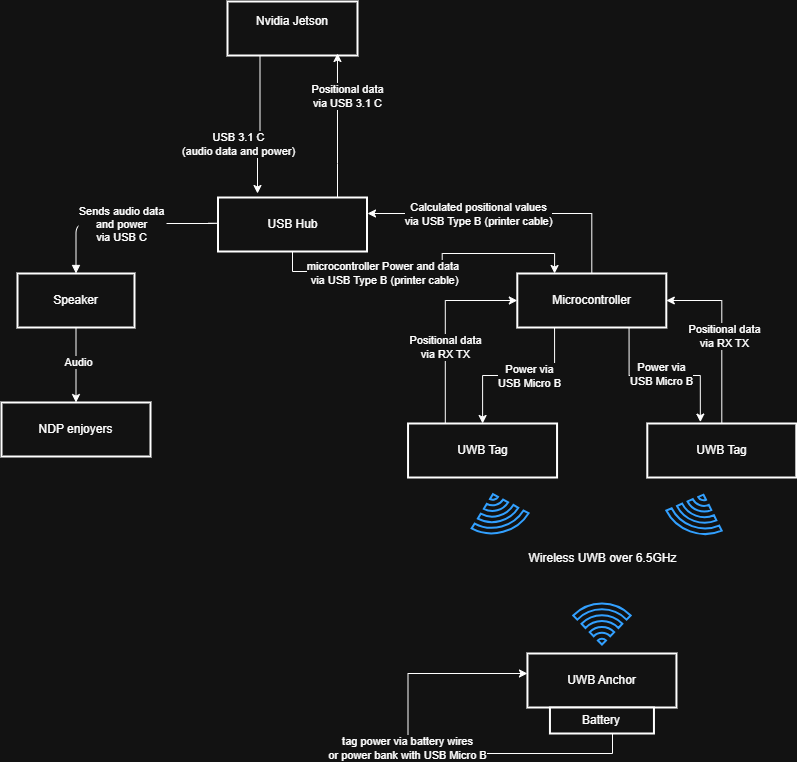 Nvidia Jetson
Positional data
via USB 3.1 C
USB 3.1 C
(audio data and power)
Sends audio data
and power
via USB C
USB Hub
Calculated positional values
via USB Type B (printer cable)
microcontroller Power and data
via USB Type B (printer cable)
Speaker
Microcontroller
Audio
Positional data
via RX TX
Positional data
via RX TX
Power via
USB Micro B
Power via
USB Micro B
NDP enjoyers
UWB Tag
UWB Tag
Wireless UWB over 6.5GHz
UWB Anchor
Battery
tag power via battery wires
or power bank with USB Micro B